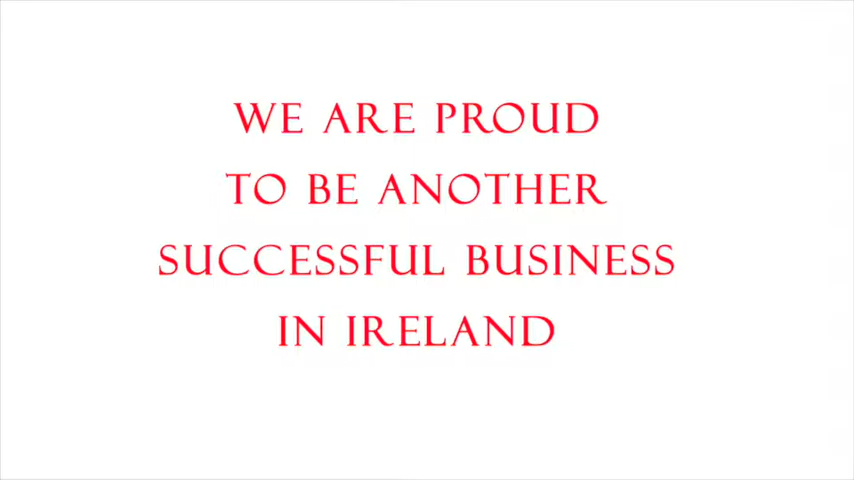 WE ARE PROUD
TO BE ANOTHER
SUCCESSFUL BUSINESS
IN IRELAND